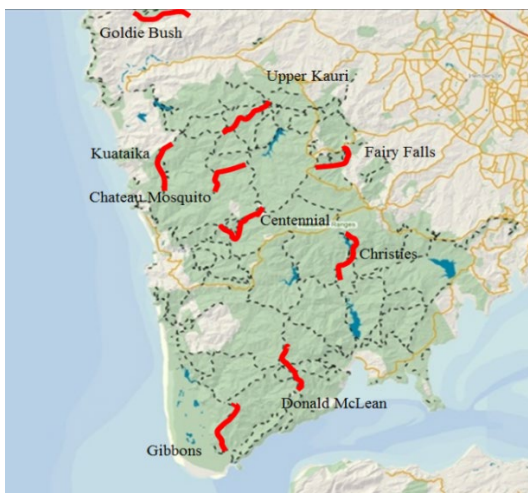 Goldie Bush
Upper Kauri
Kuataika
Fairy Falls
Chateau Mosquito
Centennial
Christies
Donald McLean
Gibbons